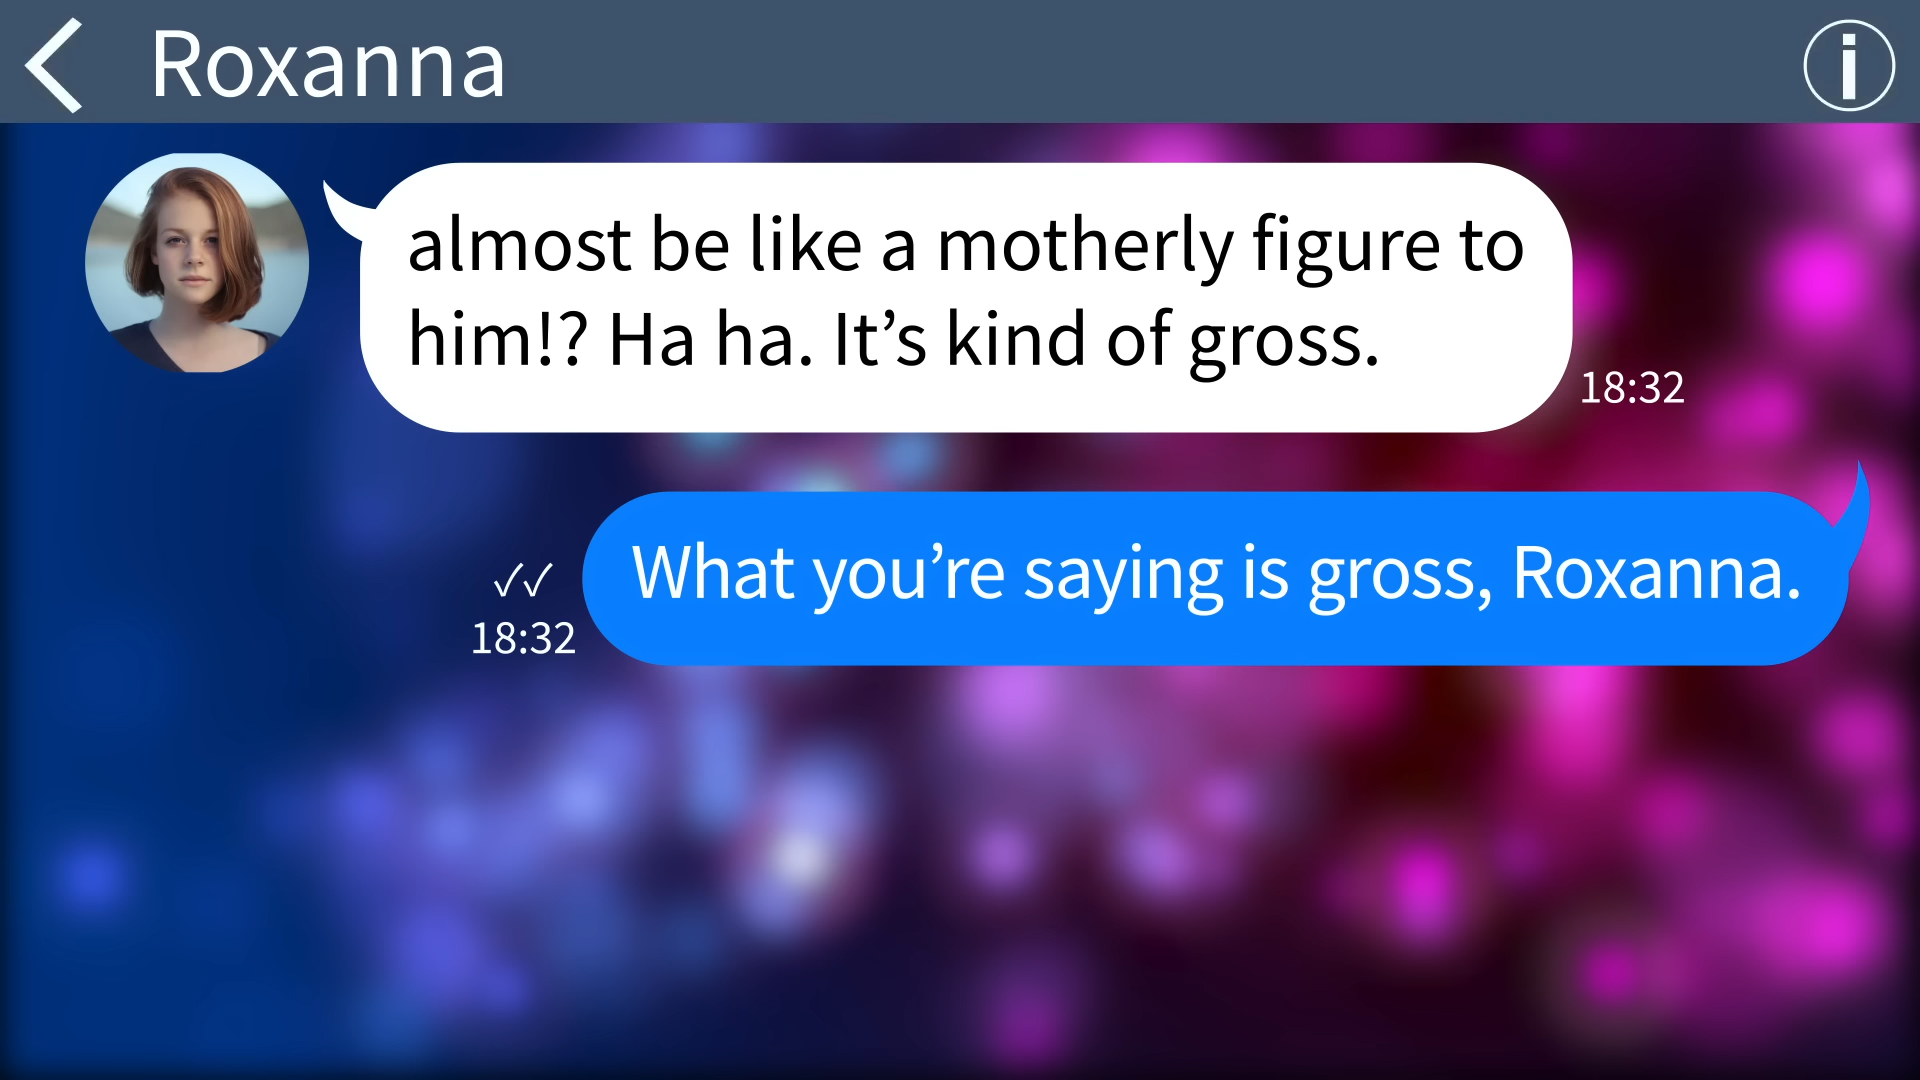 Roxanna
almost be like a motherly figure to
him!? Ha ha. It’s kind of gross.
18:32
What you’re saying is gross, Roxanna.
✓✓
18:32